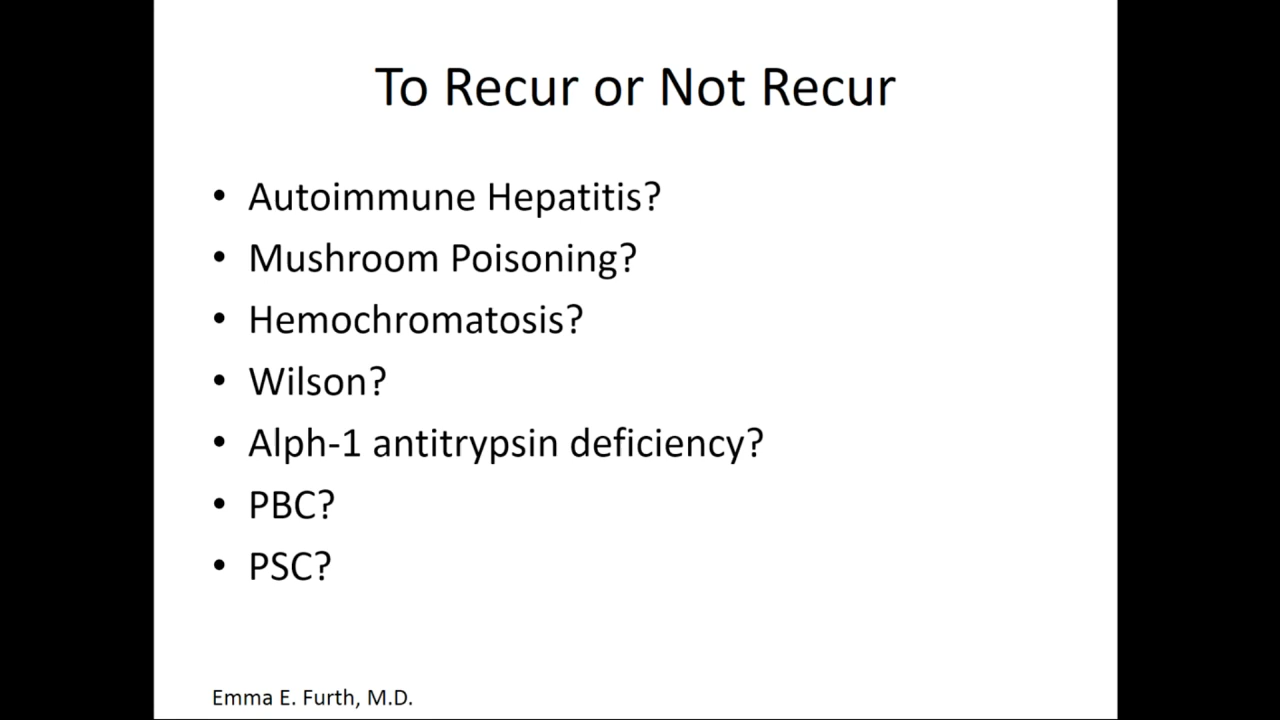 To Recur or Not Recur
• Autoimmune Hepatitis?
• Mushroom Poisoning?
• Hemochromatosis?
• Wilson?
• Alph-1 antitrypsin deficiency?
• PBC?
• PSC?
Emma E. Furth, M.D.